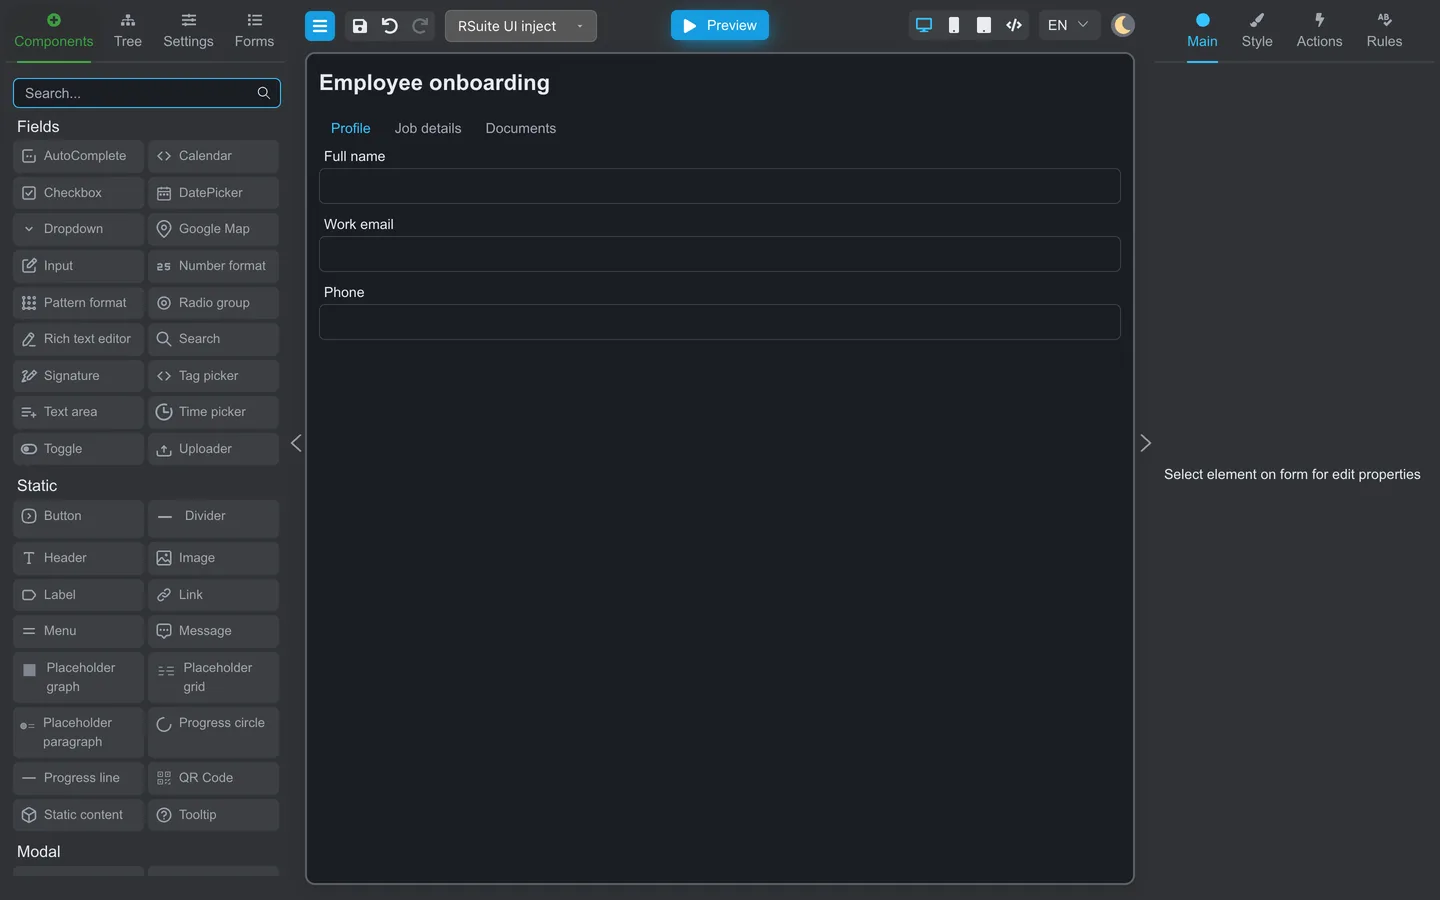 Components
Tree
Settings
Forms
RSuite UI inject
Preview
EN
Main
Style
Actions
Rules
Search...
Fields
AutoComplete
Calendar
Checkbox
DatePicker
Dropdown
Google Map
Input
Number format
Pattern format
Radio group
Rich text editor
Search
Signature
Tag picker
Text area
Time picker
Toggle
Uploader
Static
Button
Divider
Header
Image
Label
Link
Menu
Message
Placeholder
graph
Placeholder
grid
Placeholder
paragraph
Progress circle
Progress line
QR Code
Static content
Tooltip
Modal
Employee onboarding
Profile
Job details
Documents
Full name
Work email
Phone
Select element on form for edit properties